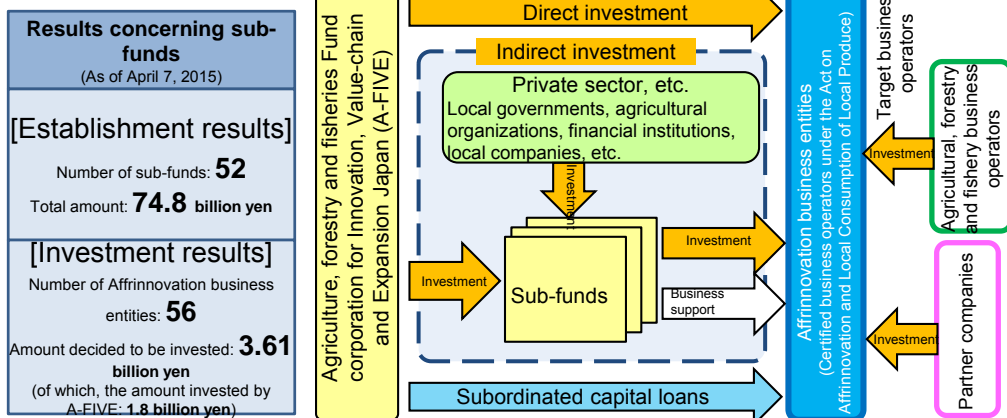 Results concerning sub-
funds
(As of April 7, 2015)
[Establishment results]
Number of sub-funds: 52
Total amount: 74.8 billion yen
[Investment results]
Number of Affrinnovation business
entities: 56
Amount decided to be invested: 3.61
billion yen
(of which, the amount invested by
A-FIVE: 1.8 billion yen)
Agriculture, forestry and fisheries Fund
corporation for Innovation, Value-chain
and Expansion Japan (A-FIVE)
Direct investment
Indirect investment
Private sector, etc.
Local governments, agricultural
organizations, financial institutions,
local companies, etc.
Investment
Investment
Sub-funds
Investment
Business
support
Subordinated capital loans
Affrinnovation business entities
(Certified business operators under the Act on
Affrinnovation and Local Consumption of Local Produce)
Target business
operators
Investment
Agricultural, forestry
and fishery business
operators
Investment
Partner companies